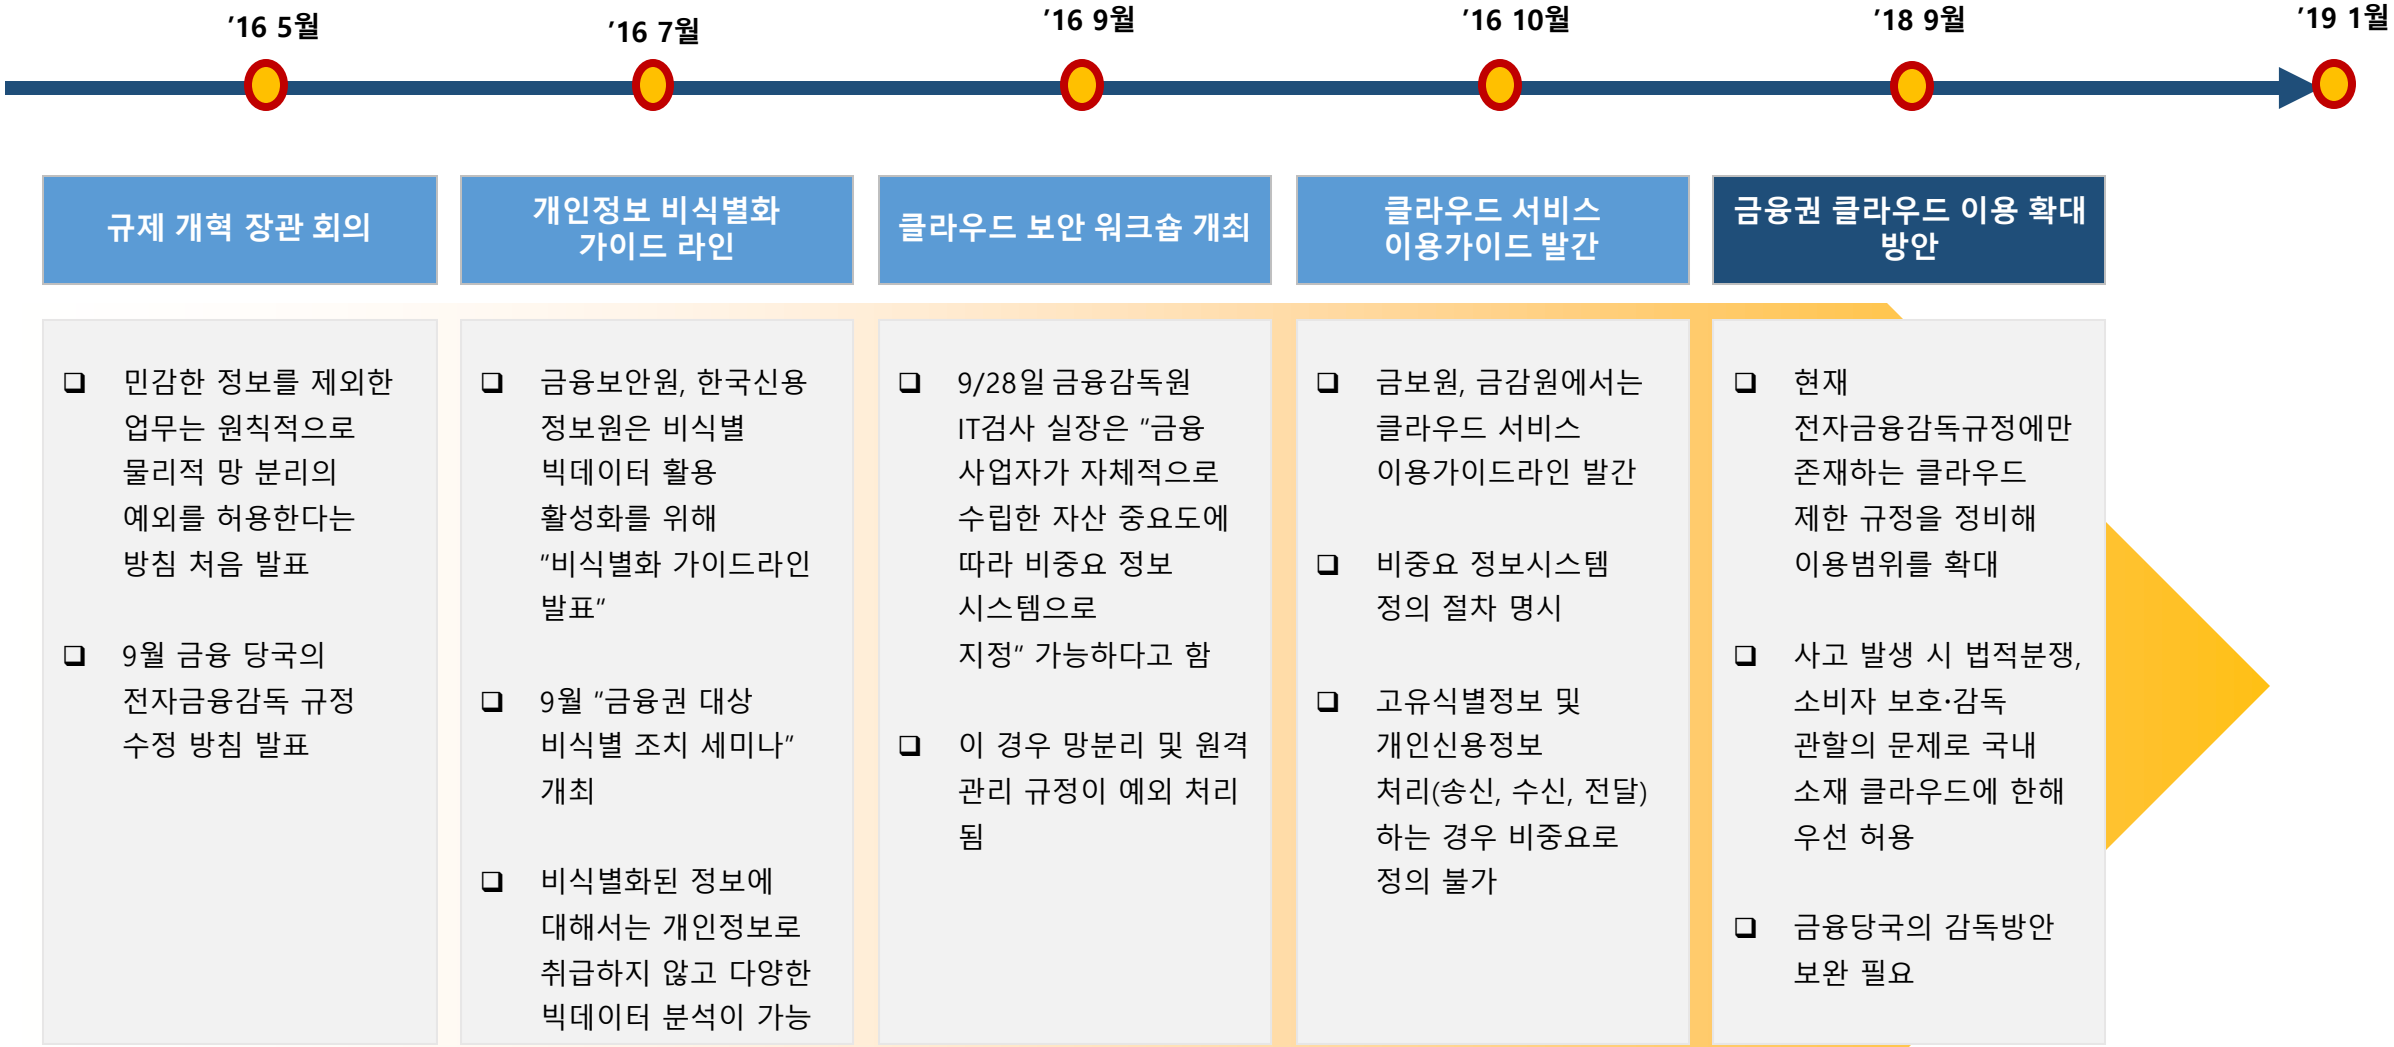 ’16 5월
’16 7월
’16 9월
’16 10월
’18 9월
’19 1월
규제 개혁 장관 회의
개인정보 비식별화
가이드 라인
클라우드 보안 워크숍 개최
클라우드 서비스
이용가이드 발간
금융권 클라우드 이용 확대
방안
민감한 정보를 제외한
업무는 원칙적으로
물리적 망 분리의
예외를 허용한다는
방침 처음 발표
9월 금융 당국의
전자금융감독 규정
수정 방침 발표
금융보안원, 한국신용
정보원은 비식별
빅데이터 활용
활성화를 위해
“비식별화 가이드라인
발표”
9월 “금융권 대상
비식별 조치 세미나”
개최
비식별화된 정보에
대해서는 개인정보로
취급하지 않고 다양한
빅데이터 분석이 가능
9/28일 금융감독원
IT검사 실장은 “금융
사업자가 자체적으로
수립한 자산 중요도에
따라 비중요 정보
시스템으로
지정” 가능하다고 함
이 경우 망분리 및 원격
관리 규정이 예외 처리
됨
금보원, 금감원에서는
클라우드 서비스
이용가이드라인 발간
비중요 정보시스템
정의 절차 명시
고유식별정보 및
개인신용정보
처리(송신, 수신, 전달)
하는 경우 비중요로
정의 불가
현재
전자금융감독규정에만
존재하는 클라우드
제한 규정을 정비해
이용범위를 확대
사고 발생 시 법적분쟁,
소비자 보호·감독
관할의 문제로 국내
소재 클라우드에 한해
우선 허용
금융당국의 감독방안
보완 필요